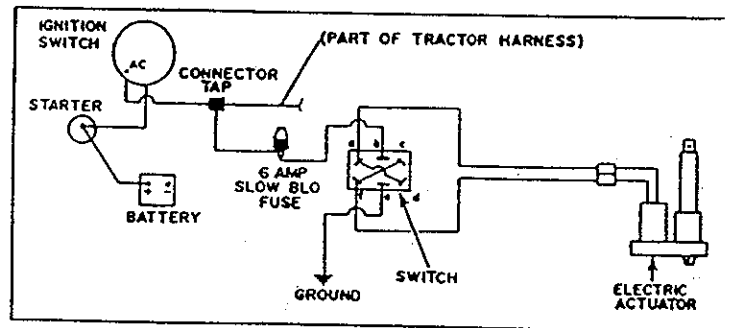 IGNITION
SWITCH
AC
(PART OF TRACTOR HARNESS)
CONNECTOR
TAP
STARTER
+ -
BATTERY
6 AMP
SLOW BLO
FUSE
a b c
f e d
SWITCH
GROUND
ELECTRIC
ACTUATOR